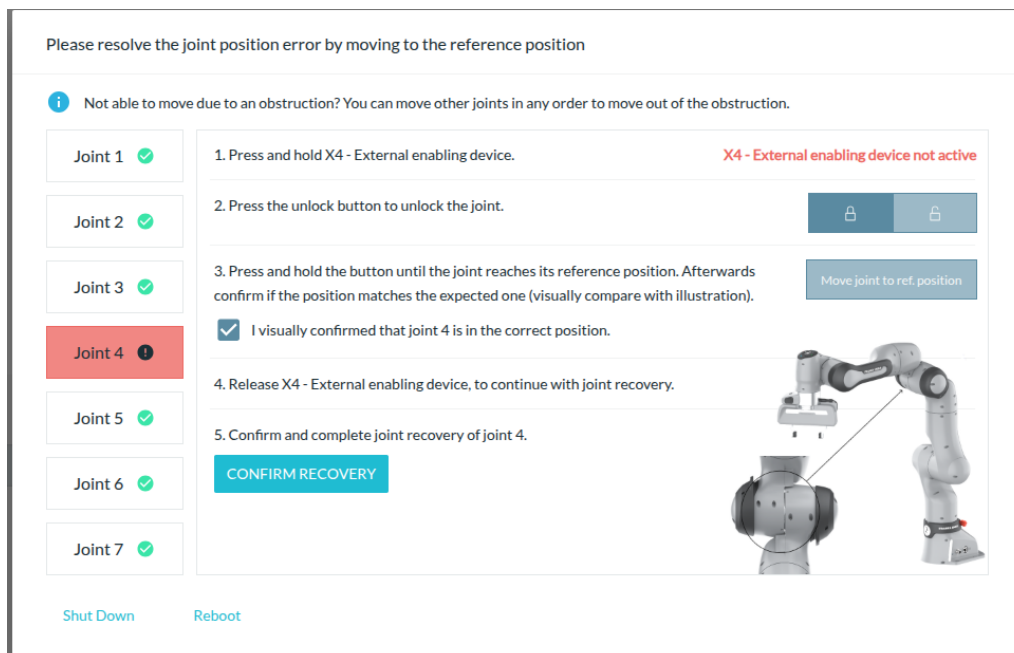 Please resolve the joint position error by moving to the reference position
Not able to move due to an obstruction? You can move other joints in any order to move out of the obstruction.
Joint 1
Joint 2
Joint 3
Joint 4
Joint 5
Joint 6
Joint 7
1. Press and hold X4 - External enabling device.
X4 - External enabling device not active
2. Press the unlock button to unlock the joint.
3. Press and hold the button until the joint reaches its reference position. Afterwards
confirm if the position matches the expected one (visually compare with illustration).
Move joint to ref. position
I visually confirmed that joint 4 is in the correct position.
4. Release X4 - External enabling device, to continue with joint recovery.
5. Confirm and complete joint recovery of joint 4.
CONFIRM RECOVERY
Shut Down
Reboot